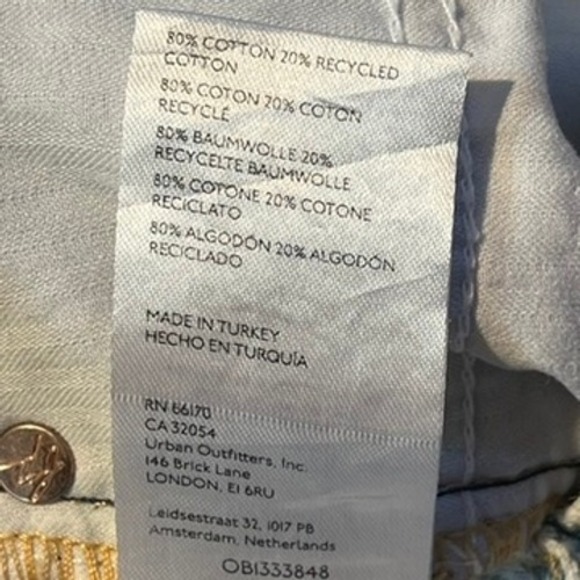 80% COTTON 20% RECYCLED
COTTON
80% COTON 20% COTON
RECYCLÉ
80% BAUMWOLLE 20%
RECYCELTE BAUMWOLLE
80% COTONE 20% COTONE
RECICLATO
80% ALGODÓN 20% ALGODÓN
RECICLADO
MADE IN TURKEY
HECHO EN TURQUÍA
RN 66170
CA 32054
Urban Outfitters, Inc.
146 Brick Lane
LONDON, E1 6RU
Leidsestraat 32, 1017 PB
Amsterdam, Netherlands
OB1333848